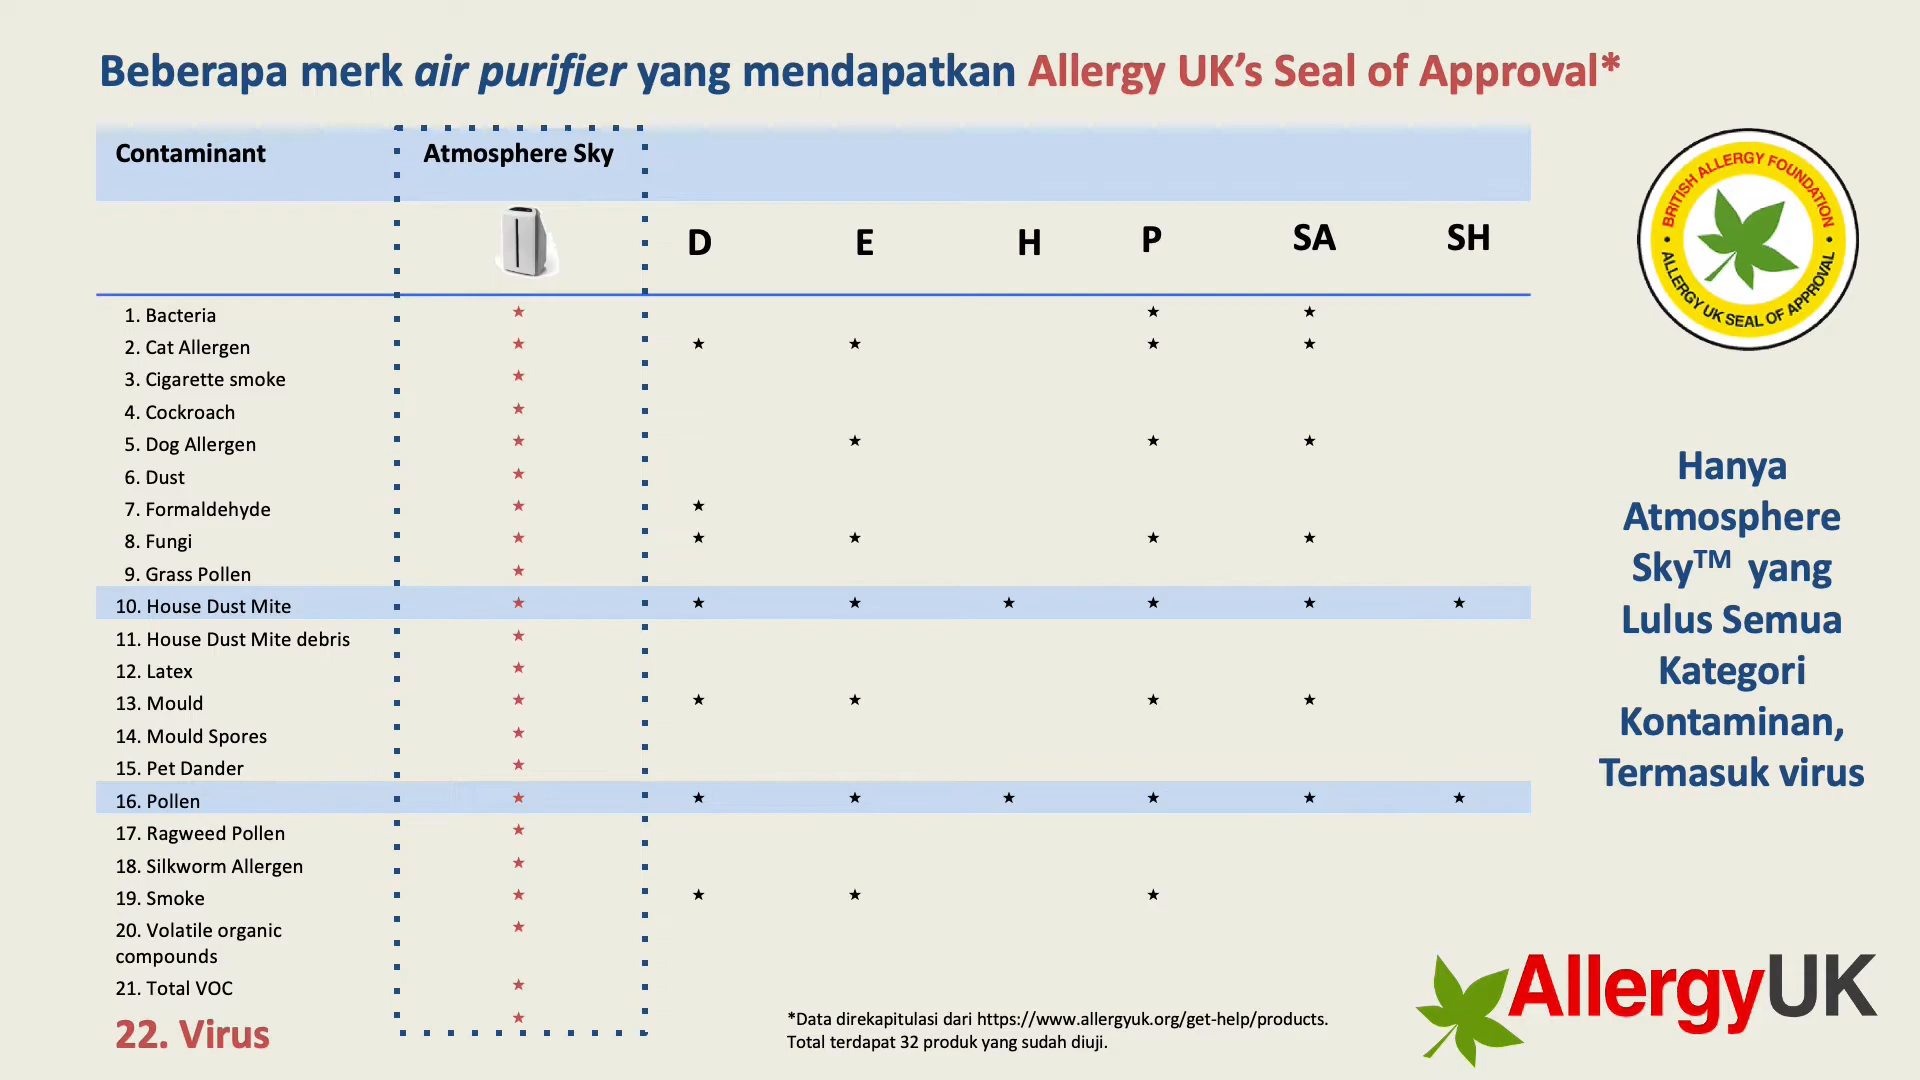 Beberapa merk air purifier yang mendapatkan Allergy UK’s Seal of Approval*
Contaminant
Atmosphere Sky
D
E
H
P
SA
SH
1. Bacteria ★ ★ ★
2. Cat Allergen ★ ★ ★ ★ ★
3. Cigarette smoke ★
4. Cockroach ★
5. Dog Allergen ★ ★ ★ ★
6. Dust ★
7. Formaldehyde ★ ★
8. Fungi ★ ★ ★ ★ ★
9. Grass Pollen ★
10. House Dust Mite ★ ★ ★ ★ ★ ★ ★
11. House Dust Mite debris ★
12. Latex ★
13. Mould ★ ★ ★ ★ ★
14. Mould Spores ★
15. Pet Dander ★
16. Pollen ★ ★ ★ ★ ★ ★ ★
17. Ragweed Pollen ★
18. Silkworm Allergen ★
19. Smoke ★ ★ ★ ★
20. Volatile organic ★
compounds
21. Total VOC ★
22. Virus ★
BRITISH ALLERGY FOUNDATION
ALLERGY UK SEAL OF APPROVAL
Hanya
Atmosphere
Sky™ yang
Lulus Semua
Kategori
Kontaminan,
Termasuk virus
*Data direkapitulasi dari https://www.allergyuk.org/get-help/products.
Total terdapat 32 produk yang sudah diuji.
AllergyUK